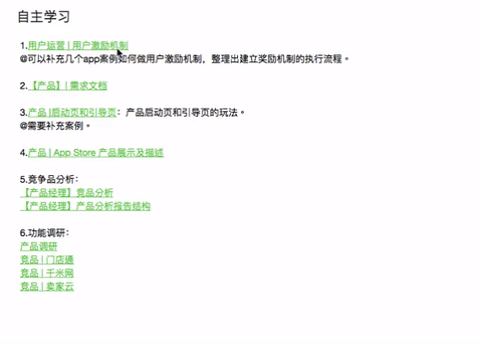 自主学习
1.用户运营 | 用户激励机制
@可以补充几个app案例如何做用户激励机制，整理出建立奖励机制的执行流程。
2.【产品】| 需求文档
3.产品 |启动页和引导页：产品启动页和引导页的玩法。
@需要补充案例。
4.产品 | App Store 产品展示及描述
5.竞争品分析：
【产品经理】竞品分析
【产品经理】产品分析报告结构
6.功能调研：
产品调研
竞品 | 门店通
竞品 | 千米网
竞品 | 卖家云